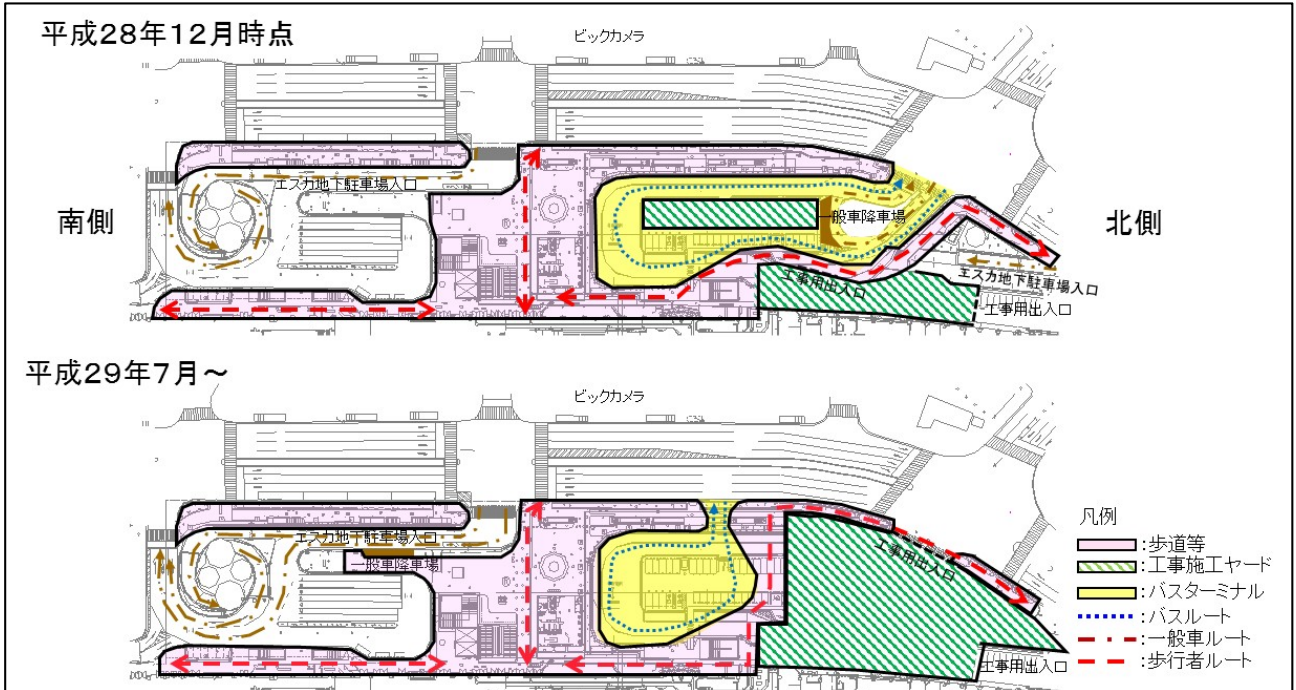 平成28年12月時点
ビックカメラ
エスカ地下駐車場入口
南側
一般車降車場
北側
エスカ地下駐車場入口
工事用出入口
工事用出入口
平成29年7月～
ビックカメラ
エスカ地下駐車場入口
一般車降車場
工事用出入口
工事用出入口
凡例
:歩道等
:工事施工ヤード
:バスターミナル
:バスルート
:一般車ルート
:歩行者ルート